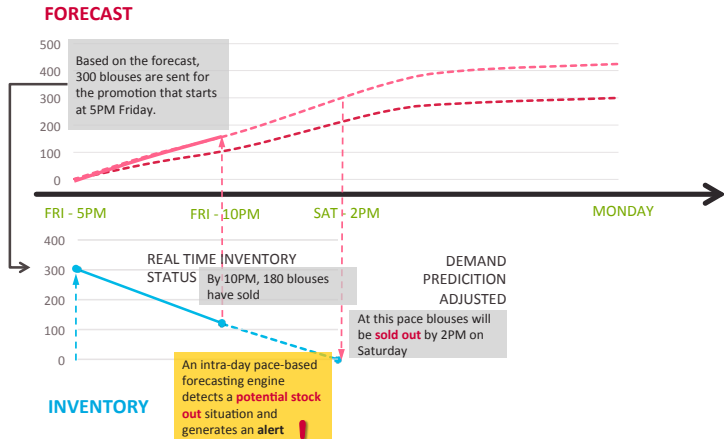 FORECAST
500
400
300
200
100
0
Based on the forecast,
300 blouses are sent for
the promotion that starts
at 5PM Friday.
FRI - 5PM
FRI - 10PM
SAT - 2PM
MONDAY
400
300
200
100
0
REAL TIME INVENTORY
STATUS
By 10PM, 180 blouses
have sold
DEMAND
PREDICITION
ADJUSTED
At this pace blouses will
be sold out by 2PM on
Saturday
An intra-day pace-based
forecasting engine
detects a potential stock
out situation and
generates an alert
!
INVENTORY